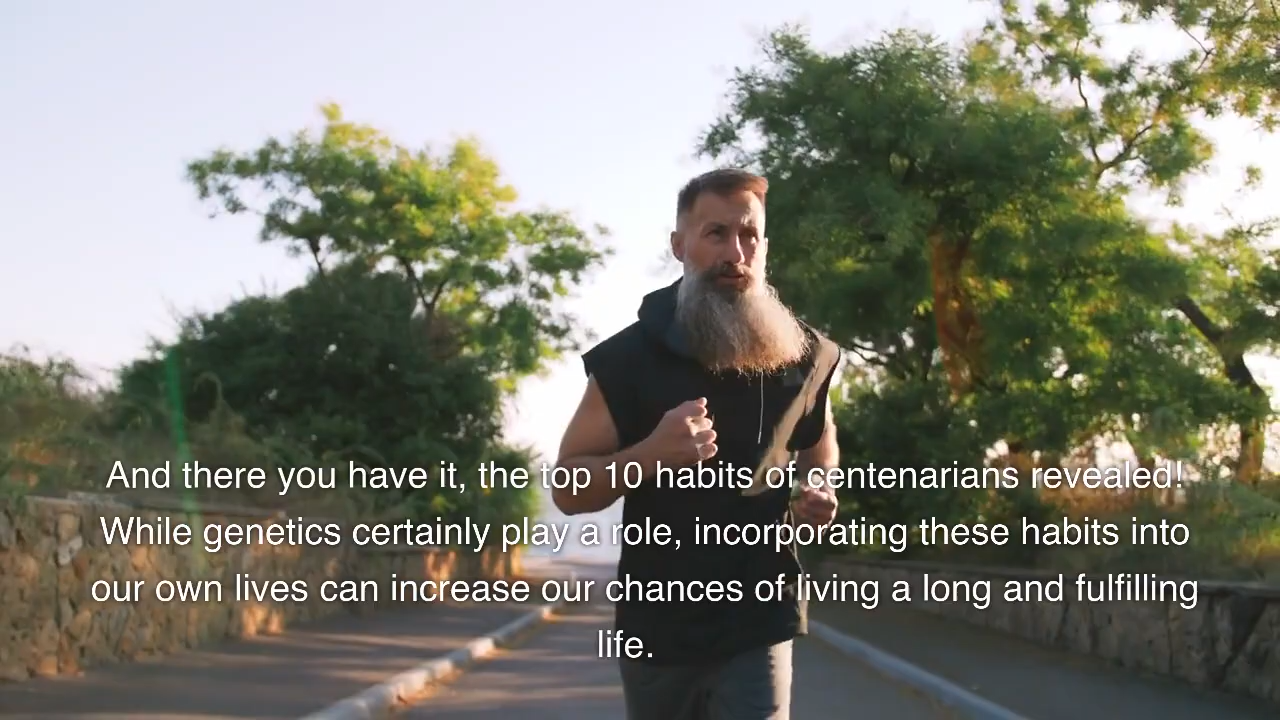 And there you have it, the top 10 habits of centenarians revealed!
While genetics certainly play a role, incorporating these habits into
our own lives can increase our chances of living a long and fulfilling
life.